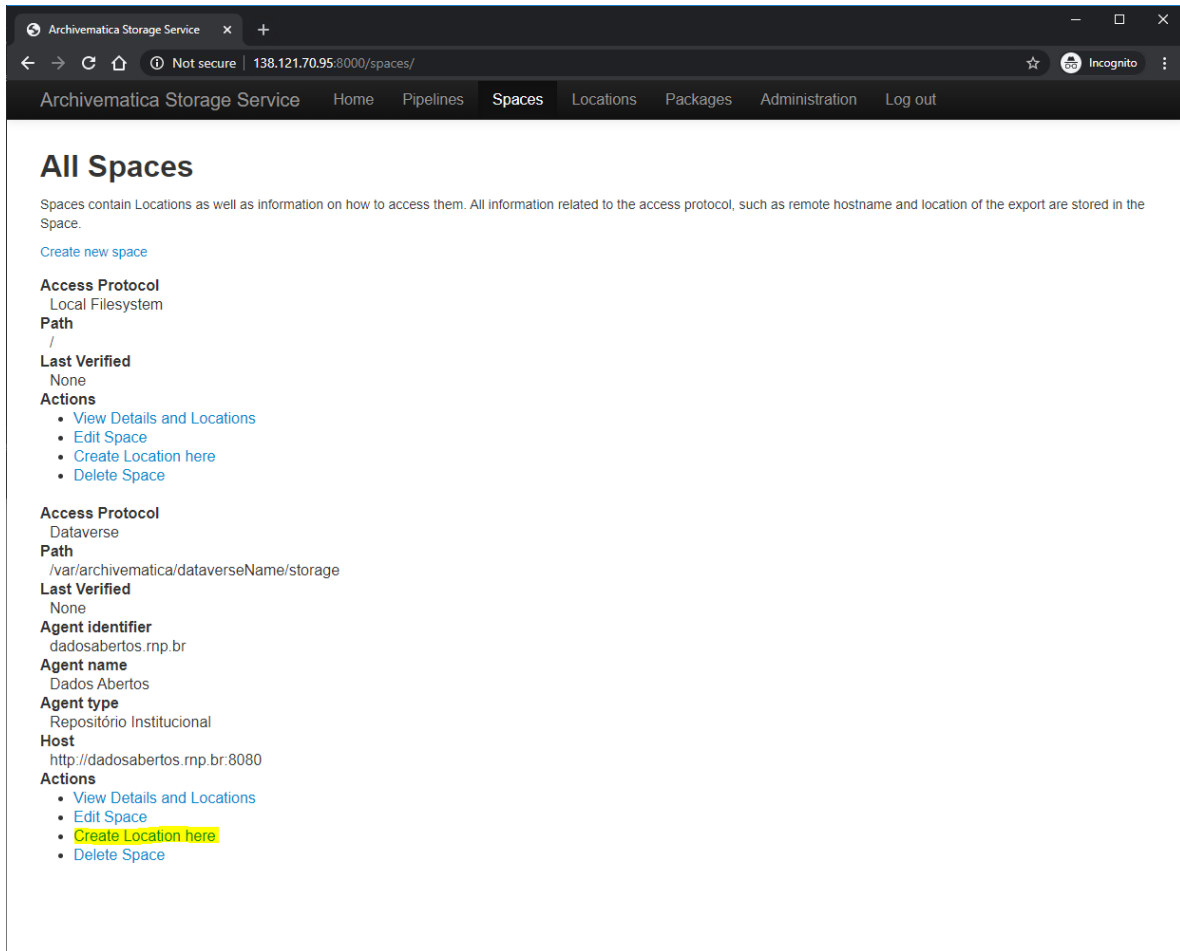 Archivematica Storage Service
Not secure 138.121.70.95:8000/spaces/ Incognito
Archivematica Storage Service Home Pipelines Spaces Locations Packages Administration Log out
All Spaces
Spaces contain Locations as well as information on how to access them. All information related to the access protocol, such as remote hostname and location of the export are stored in the
Space.
Create new space
Access Protocol
Local Filesystem
Path
/
Last Verified
None
Actions
View Details and Locations
Edit Space
Create Location here
Delete Space
Access Protocol
Dataverse
Path
/var/archivematica/dataverseName/storage
Last Verified
None
Agent identifier
dadosabertos.rnp.br
Agent name
Dados Abertos
Agent type
Repositório Institucional
Host
http://dadosabertos.rnp.br:8080
Actions
View Details and Locations
Edit Space
Create Location here
Delete Space